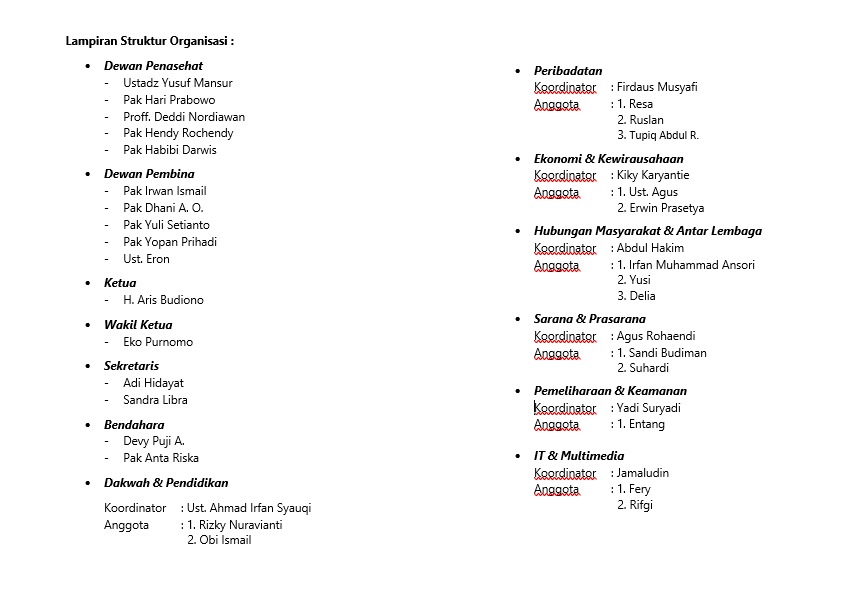 Lampiran Struktur Organisasi :
• Dewan Penasehat
- Ustadz Yusuf Mansur
- Pak Hari Prabowo
- Proff. Deddi Nordiawan
- Pak Hendy Rochendy
- Pak Habibi Darwis
• Dewan Pembina
- Pak Irwan Ismail
- Pak Dhani A. O.
- Pak Yuli Setianto
- Pak Yopan Prihadi
- Ust. Eron
• Ketua
- H. Aris Budiono
• Wakil Ketua
- Eko Purnomo
• Sekretaris
- Adi Hidayat
- Sandra Libra
• Bendahara
- Devy Puji A.
- Pak Anta Riska
• Dakwah & Pendidikan
Koordinator : Ust. Ahmad Irfan Syauqi
Anggota : 1. Rizky Nuravianti
2. Obi Ismail
• Peribadatan
Koordinator : Firdaus Musyafi
Anggota : 1. Resa
2. Ruslan
3. Tupiq Abdul R.
• Ekonomi & Kewirausahaan
Koordinator : Kiky Karyantie
Anggota : 1. Ust. Agus
2. Erwin Prasetya
• Hubungan Masyarakat & Antar Lembaga
Koordinator : Abdul Hakim
Anggota : 1. Irfan Muhammad Ansori
2. Yusi
3. Delia
• Sarana & Prasarana
Koordinator : Agus Rohaendi
Anggota : 1. Sandi Budiman
2. Suhardi
• Pemeliharaan & Keamanan
Koordinator : Yadi Suryadi
Anggota : 1. Entang
• IT & Multimedia
Koordinator : Jamaludin
Anggota : 1. Fery
2. Rifgi